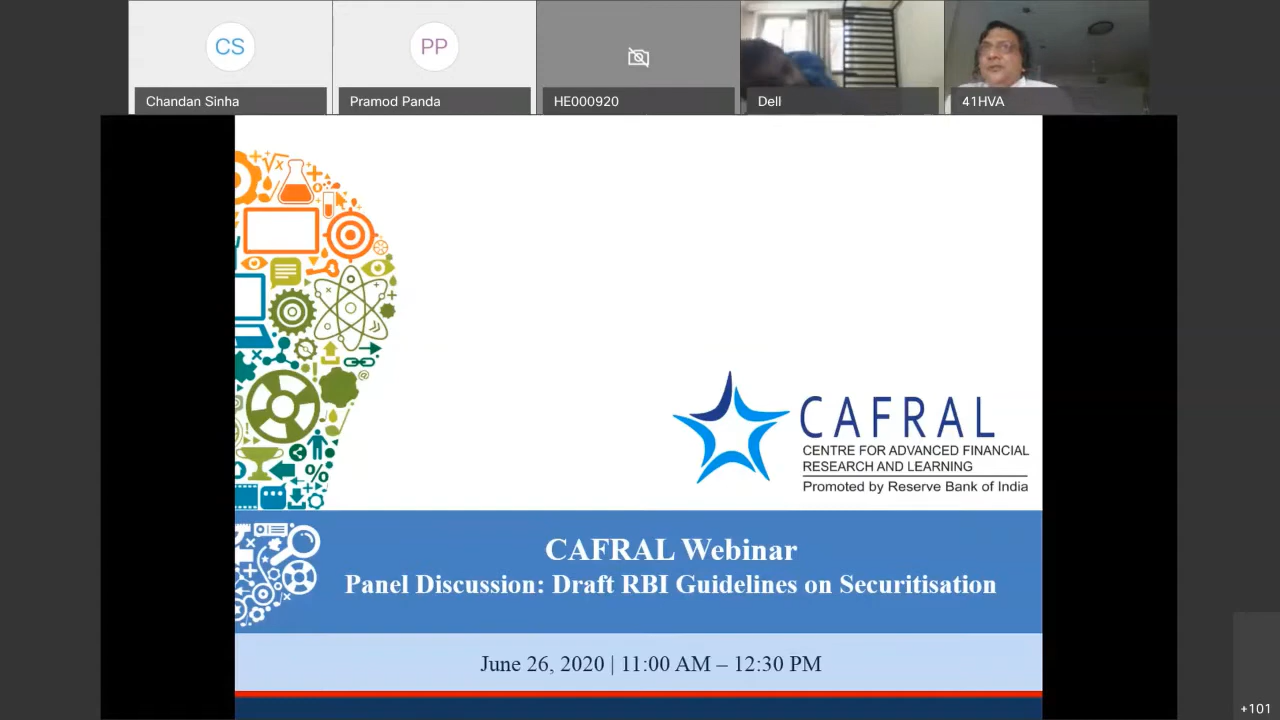 CS
PP
Chandan Sinha
Pramod Panda
HE000920
Dell
41HVA
√x
@
%
CAFRAL
CENTRE FOR ADVANCED FINANCIAL
RESEARCH AND LEARNING
Promoted by Reserve Bank of India
CAFRAL Webinar
Panel Discussion: Draft RBI Guidelines on Securitisation
June 26, 2020 | 11:00 AM – 12:30 PM
+101